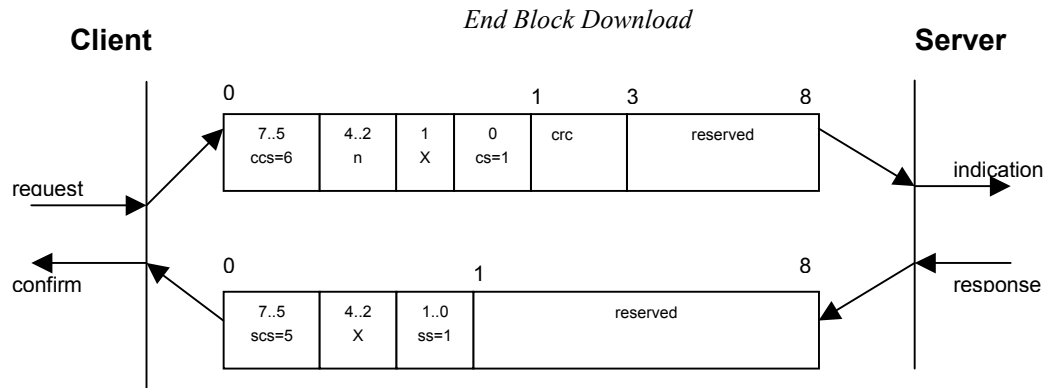 End Block Download
Client
Server
0 1 3 8
7..5 4..2 1 0 crc reserved
ccs=6 n X cs=1
request
indication
confirm
response
0 1 8
7..5 4..2 1..0 reserved
scs=5 X ss=1